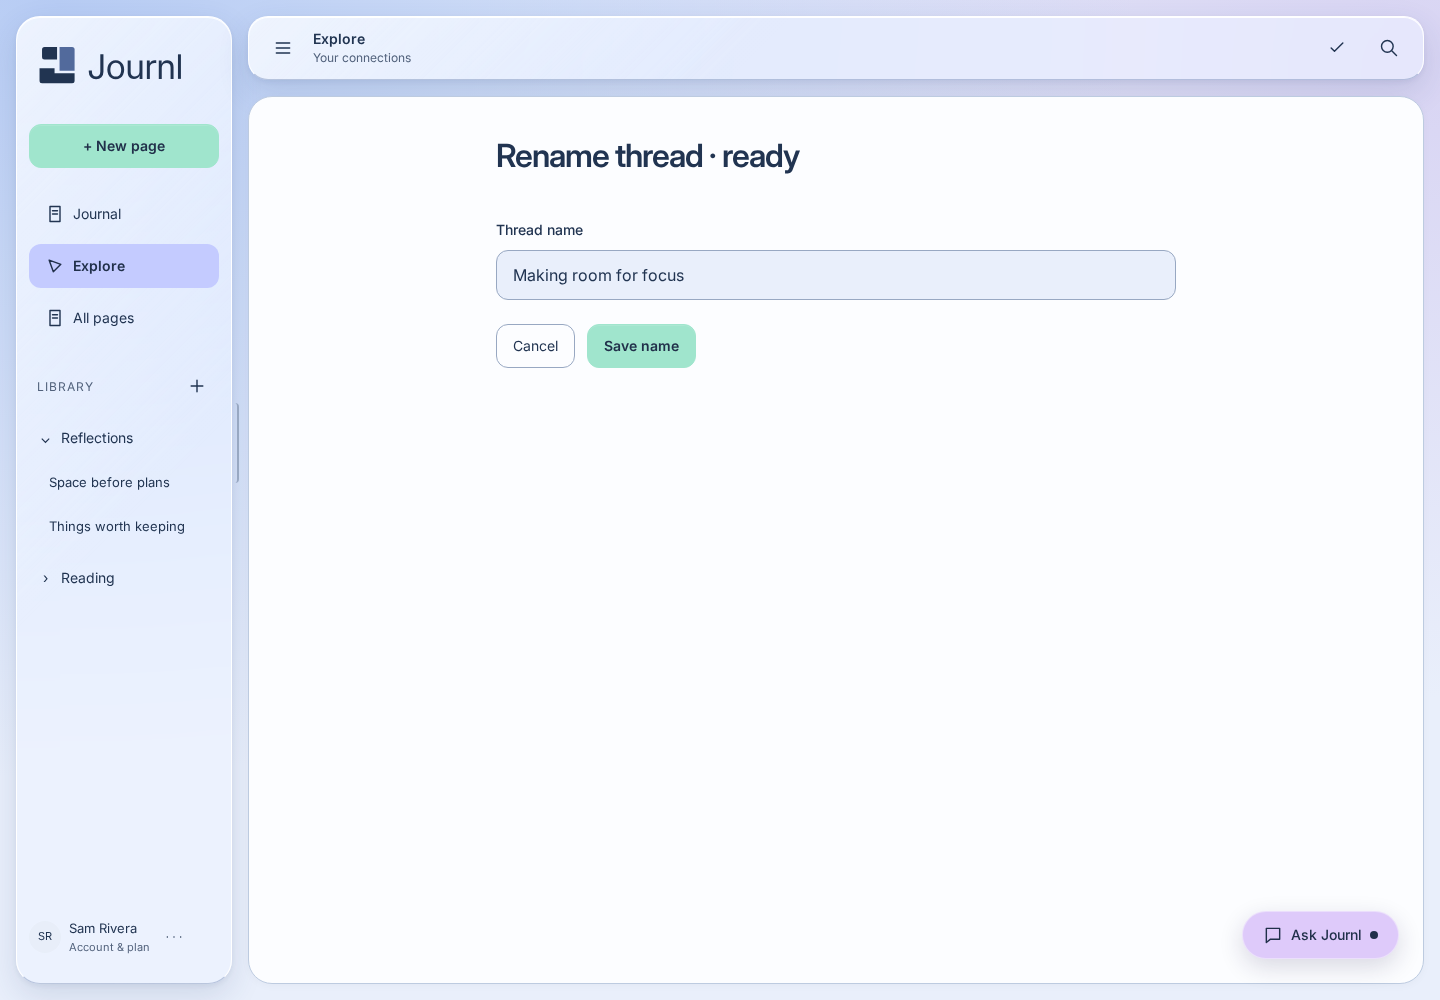 Journl
+ New page
Journal
Explore
All pages
LIBRARY
Reflections
Space before plans
Things worth keeping
Reading
SR
Sam Rivera
Account & plan
...
Explore
Your connections
Rename thread · ready
Thread name
Making room for focus
Cancel
Save name
Ask Journl